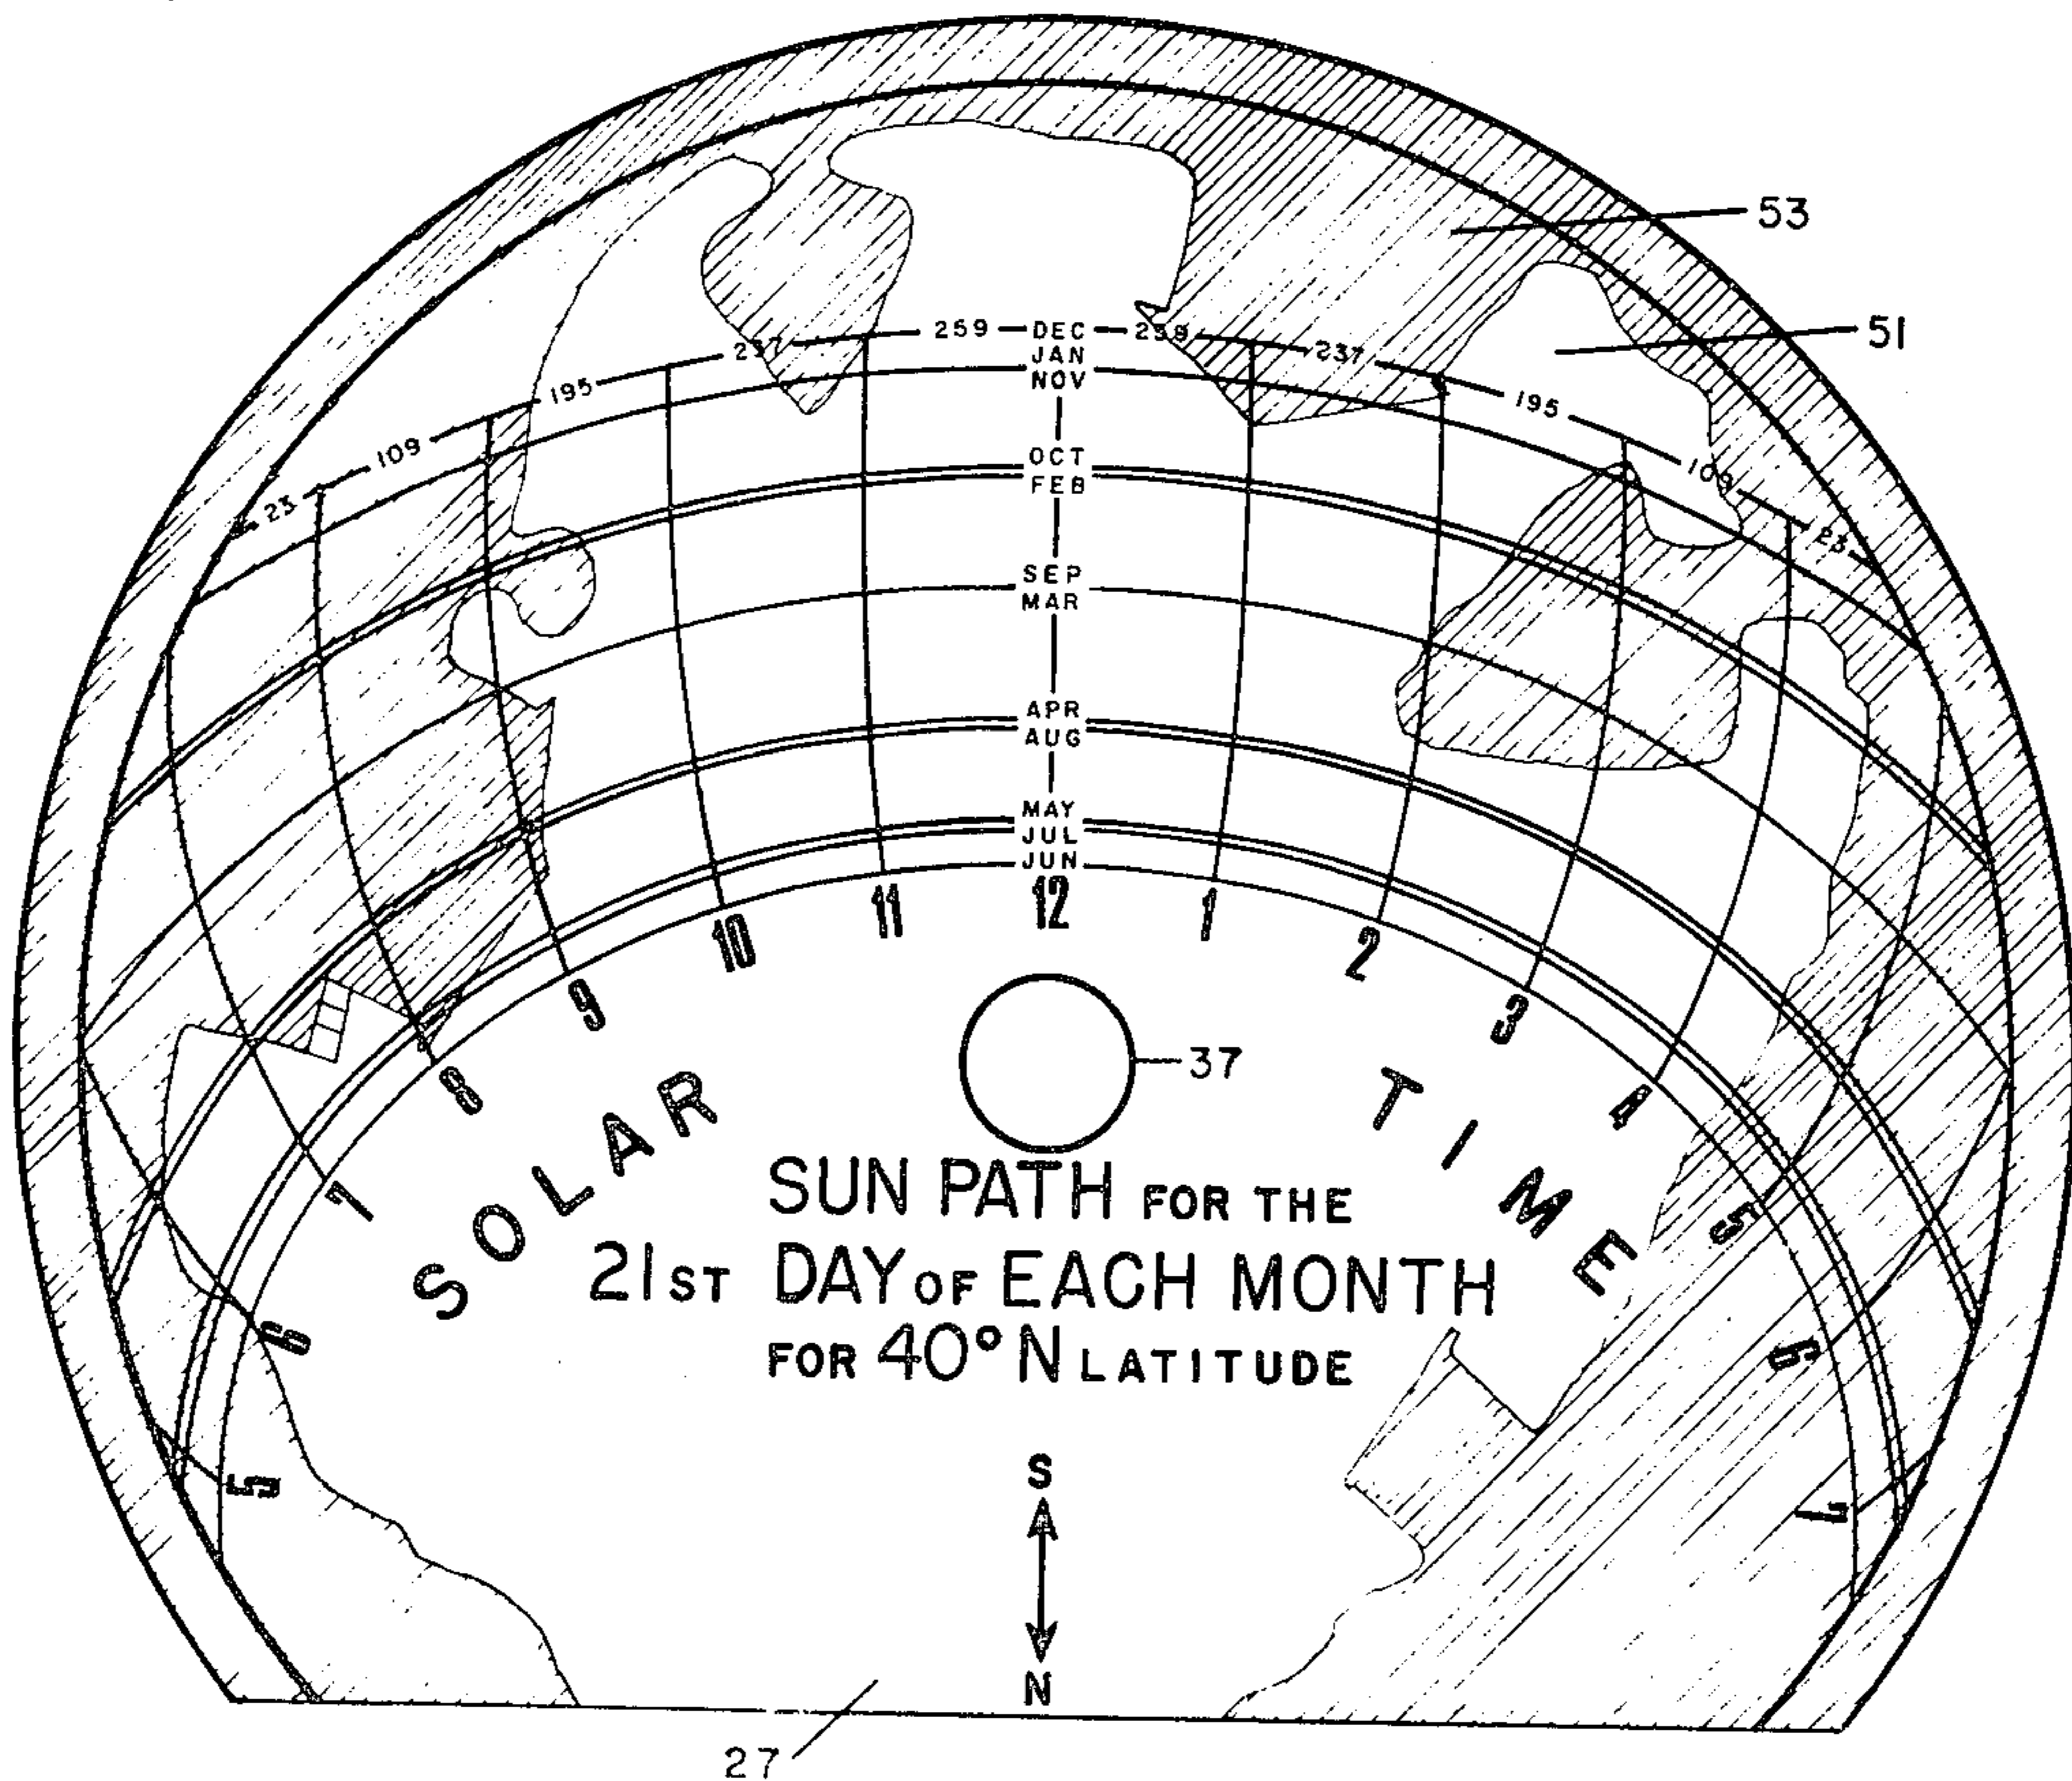 53
51
23 109 195 237 259 DEC 259 237 195 109 23
JAN
NOV
OCT
FEB
SEP
MAR
APR
AUG
MAY
JUL
JUN
5 6 7 8 9 10 11 12 1 2 3 4 5 6 7
37
SOLAR TIME
SUN PATH FOR THE
21ST DAY OF EACH MONTH
FOR 40° N LATITUDE
S
N
27